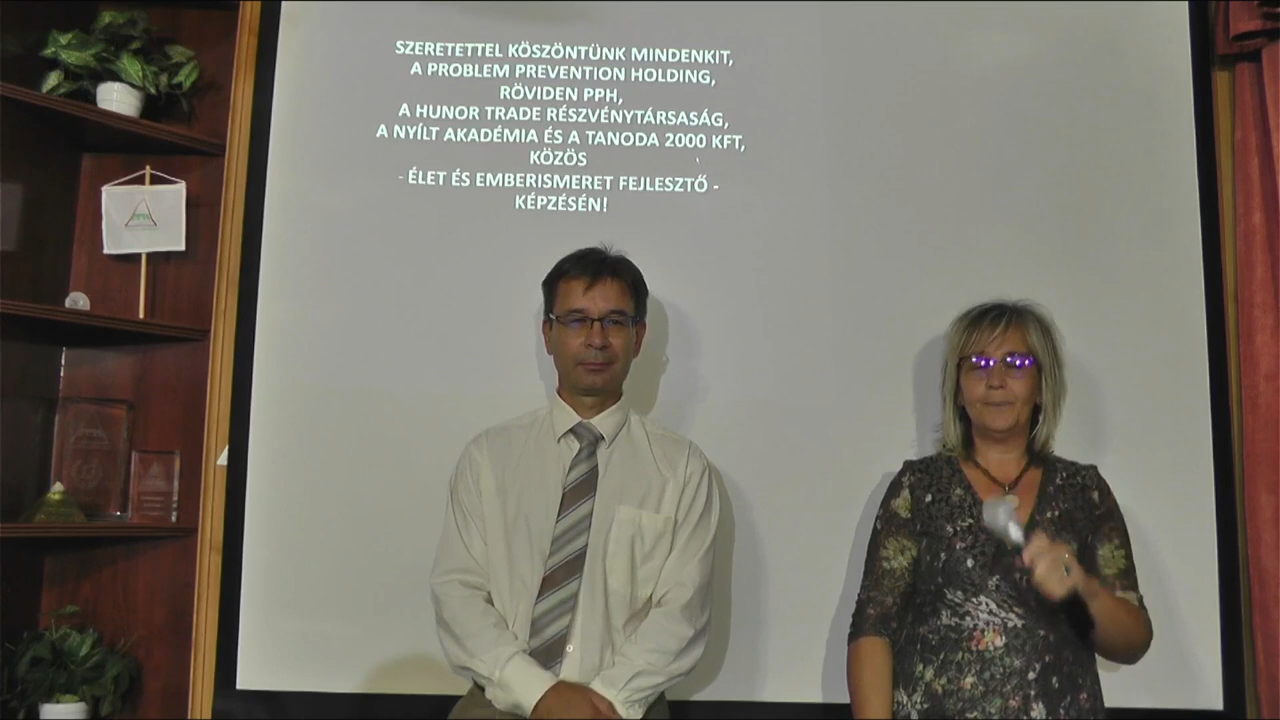 SZERETETTEL KÖSZÖNTÜNK MINDENKIT,
A PROBLEM PREVENTION HOLDING,
RÖVIDEN PPH,
A HUNOR TRADE RÉSZVÉNYTÁRSASÁG,
A NYÍLT AKADÉMIA ÉS A TANODA 2000 KFT,
KÖZÖS
- ÉLET ÉS EMBERISMERET FEJLESZTŐ -
KÉPZÉSÉN!